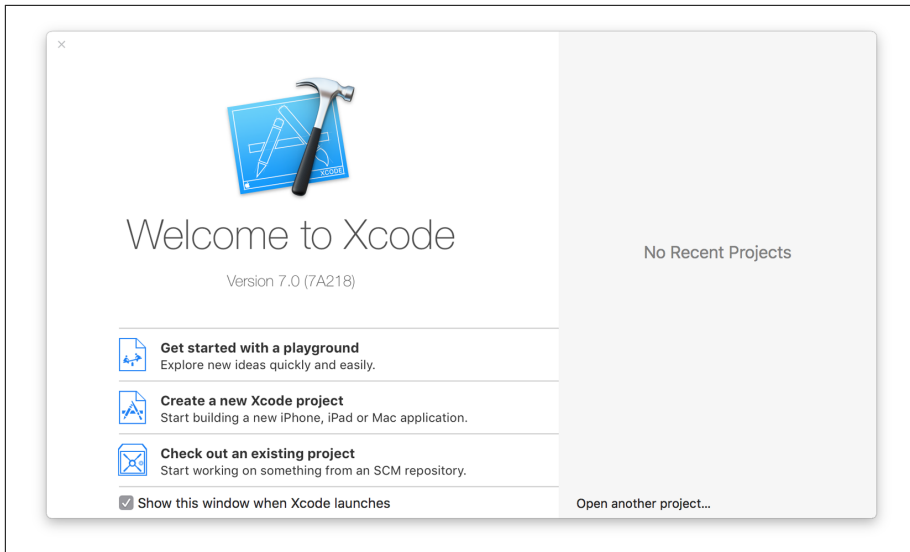 XCODE
Welcome to Xcode
Version 7.0 (7A218)
Get started with a playground
Explore new ideas quickly and easily.
Create a new Xcode project
Start building a new iPhone, iPad or Mac application.
Check out an existing project
Start working on something from an SCM repository.
Show this window when Xcode launches
No Recent Projects
Open another project...